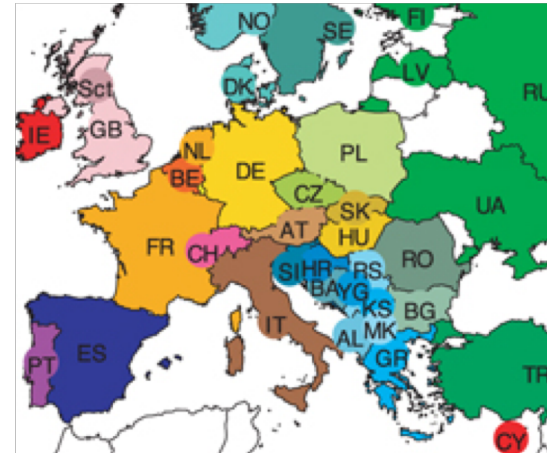 NO
SE
FI
LV
RU
Sct
DK
IE
GB
NL
BE
DE
PL
CZ
SK
UA
FR
CH
AT
HU
SI
HR
RS
RO
BA
YG
KS
BG
PT
ES
IT
AL
MK
GR
TR
CY